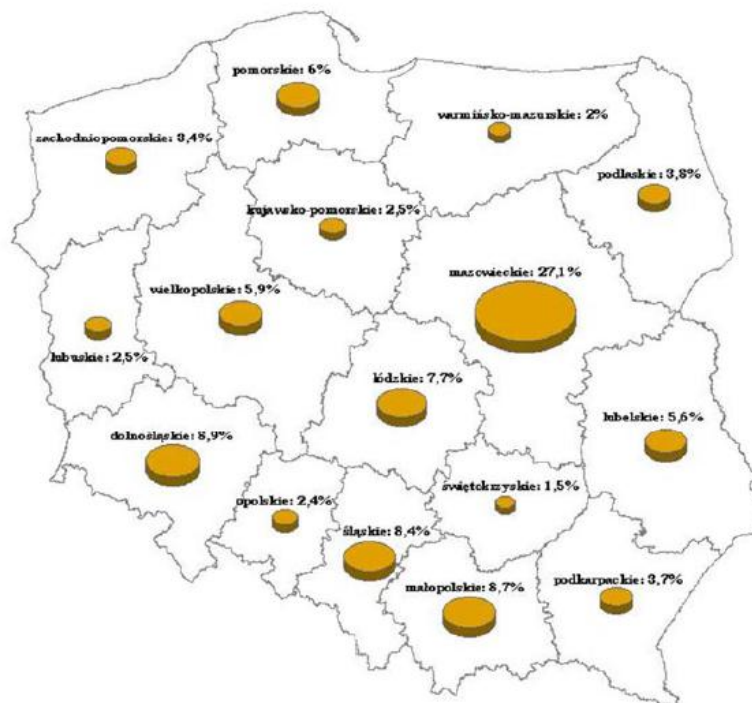 pomorskie: 6%
warmińsko-mazurskie: 2%
zachodniopomorskie: 3,4%
podlaskie: 3,8%
kujawsko-pomorskie: 2,5%
mazowieckie: 27,1%
wielkopolskie: 5,9%
lubuskie: 2,5%
łódzkie: 7,7%
lubelskie: 5,6%
dolnośląskie: 8,9%
świętokrzyskie: 1,5%
opolskie: 2,4%
śląskie: 8,4%
podkarpackie: 3,7%
małopolskie: 8,7%